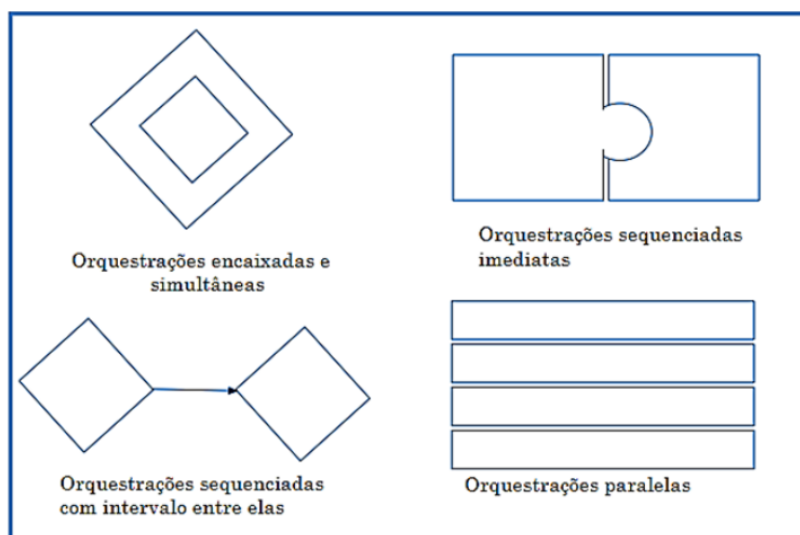 Orquestrações encaixadas e
simultâneas
Orquestrações sequenciadas
imediatas
Orquestrações sequenciadas
com intervalo entre elas
Orquestrações paralelas